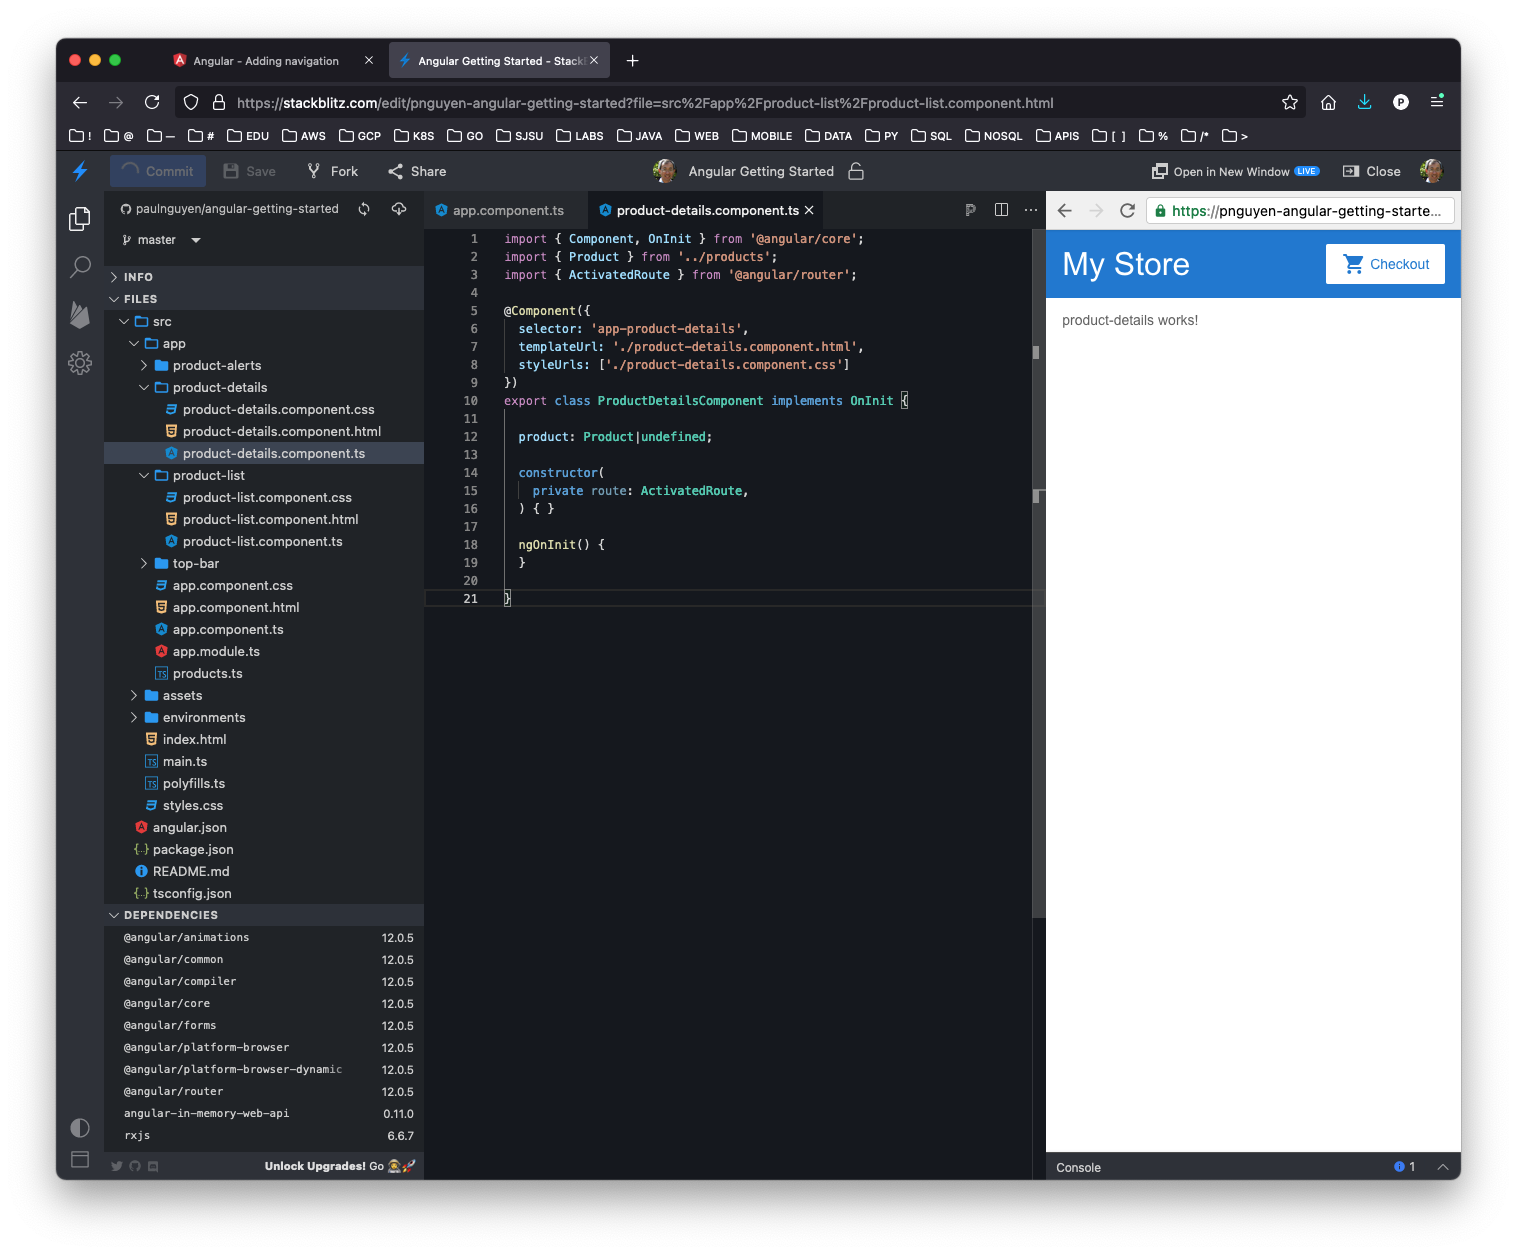 Angular - Adding navigation
Angular Getting Started - Stack
https://stackblitz.com/edit/pnguyen-angular-getting-started?file=src%2Fapp%2Fproduct-list%2Fproduct-list.component.html
P
! @ — # EDU AWS GCP K8S GO SJSU LABS JAVA WEB MOBILE DATA PY SQL NOSQL APIS [ ] % /* >
Commit Save Fork Share Angular Getting Started Open in New Window LIVE Close
paulnguyen/angular-getting-started
master
INFO
FILES
src
app
product-alerts
product-details
product-details.component.css
product-details.component.html
product-details.component.ts
product-list
product-list.component.css
product-list.component.html
product-list.component.ts
top-bar
app.component.css
app.component.html
app.component.ts
app.module.ts
TS products.ts
assets
environments
index.html
TS main.ts
TS polyfills.ts
styles.css
angular.json
{..} package.json
README.md
{..} tsconfig.json
DEPENDENCIES
@angular/animations 12.0.5
@angular/common 12.0.5
@angular/compiler 12.0.5
@angular/core 12.0.5
@angular/forms 12.0.5
@angular/platform-browser 12.0.5
@angular/platform-browser-dynamic 12.0.5
@angular/router 12.0.5
angular-in-memory-web-api 0.11.0
rxjs 6.6.7
Unlock Upgrades! Go
app.component.ts product-details.component.ts
1 import { Component, OnInit } from '@angular/core';
2 import { Product } from '../products';
3 import { ActivatedRoute } from '@angular/router';
4
5 @Component({
6 selector: 'app-product-details',
7 templateUrl: './product-details.component.html',
8 styleUrls: ['./product-details.component.css']
9 })
10 export class ProductDetailsComponent implements OnInit {
11
12 product: Product|undefined;
13
14 constructor(
15 private route: ActivatedRoute,
16 ) { }
17
18 ngOnInit() {
19 }
20
21 }
https://pnguyen-angular-getting-starte...
My Store
Checkout
product-details works!
Console 1